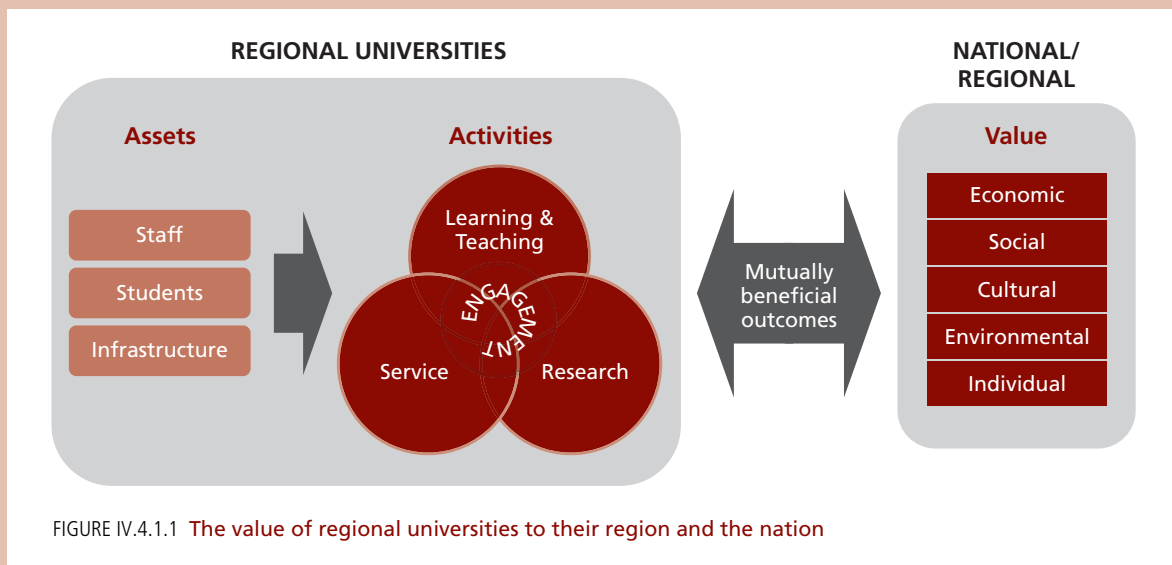 REGIONAL UNIVERSITIES
Assets
Staff
Students
Infrastructure
Activities
Learning &
Teaching
ENGAGEMENT
Service
Research
Mutually
beneficial
outcomes
NATIONAL/
REGIONAL
Value
Economic
Social
Cultural
Environmental
Individual
FIGURE IV.4.1.1 The value of regional universities to their region and the nation